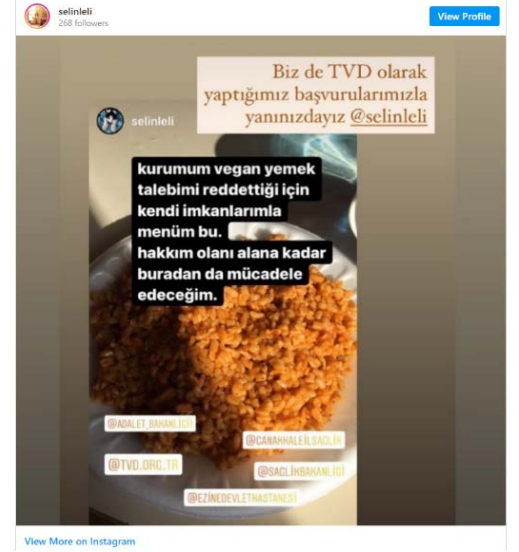 selinleli
268 followers
View Profile
Biz de TVD olarak
yaptığımız başvurularımızla
yanınızdayız @selinleli
selinleli
kurumum vegan yemek
talebimi reddettiği için
kendi imkanlarımla
menüm bu.
hakkım olanı alana kadar
buradan da mücadele
edeceğim.
@ADALET_BAKANLIGI
@CANAKKALEILSAGLIK
@TVD.ORG.TR
@SAGLIKBAKANLIGI
@EZINEDEVLETHASTANESI
View More on Instagram